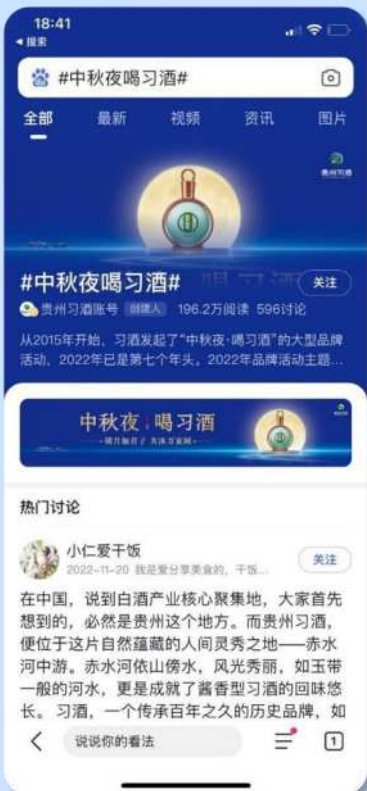 18:41
搜索
#中秋夜喝习酒#
全部 最新 视频 资讯 图片
贵州习酒
#中秋夜喝习酒#
关注
贵州习酒账号 创建人 196.2万阅读 596讨论
从2015年开始，习酒发起了“中秋夜·喝习酒”的大型品牌
活动，2022年已是第七个年头。2022年品牌活动主题...
中秋夜 喝习酒
热门讨论
小仁爱干饭
关注
2022-11-20 我是爱分享美食的，干饭...
在中国，说到白酒产业核心聚集地，大家首先
想到的，必然是贵州这个地方。而贵州习酒，
便位于这片自然蕴藏的人间灵秀之地——赤水
河中游。赤水河依山傍水，风光秀丽，如玉带
一般的河水，更是成就了酱香型习酒的回味悠
长。 习酒，一个传承百年之久的历史品牌，如
说说你的看法
1